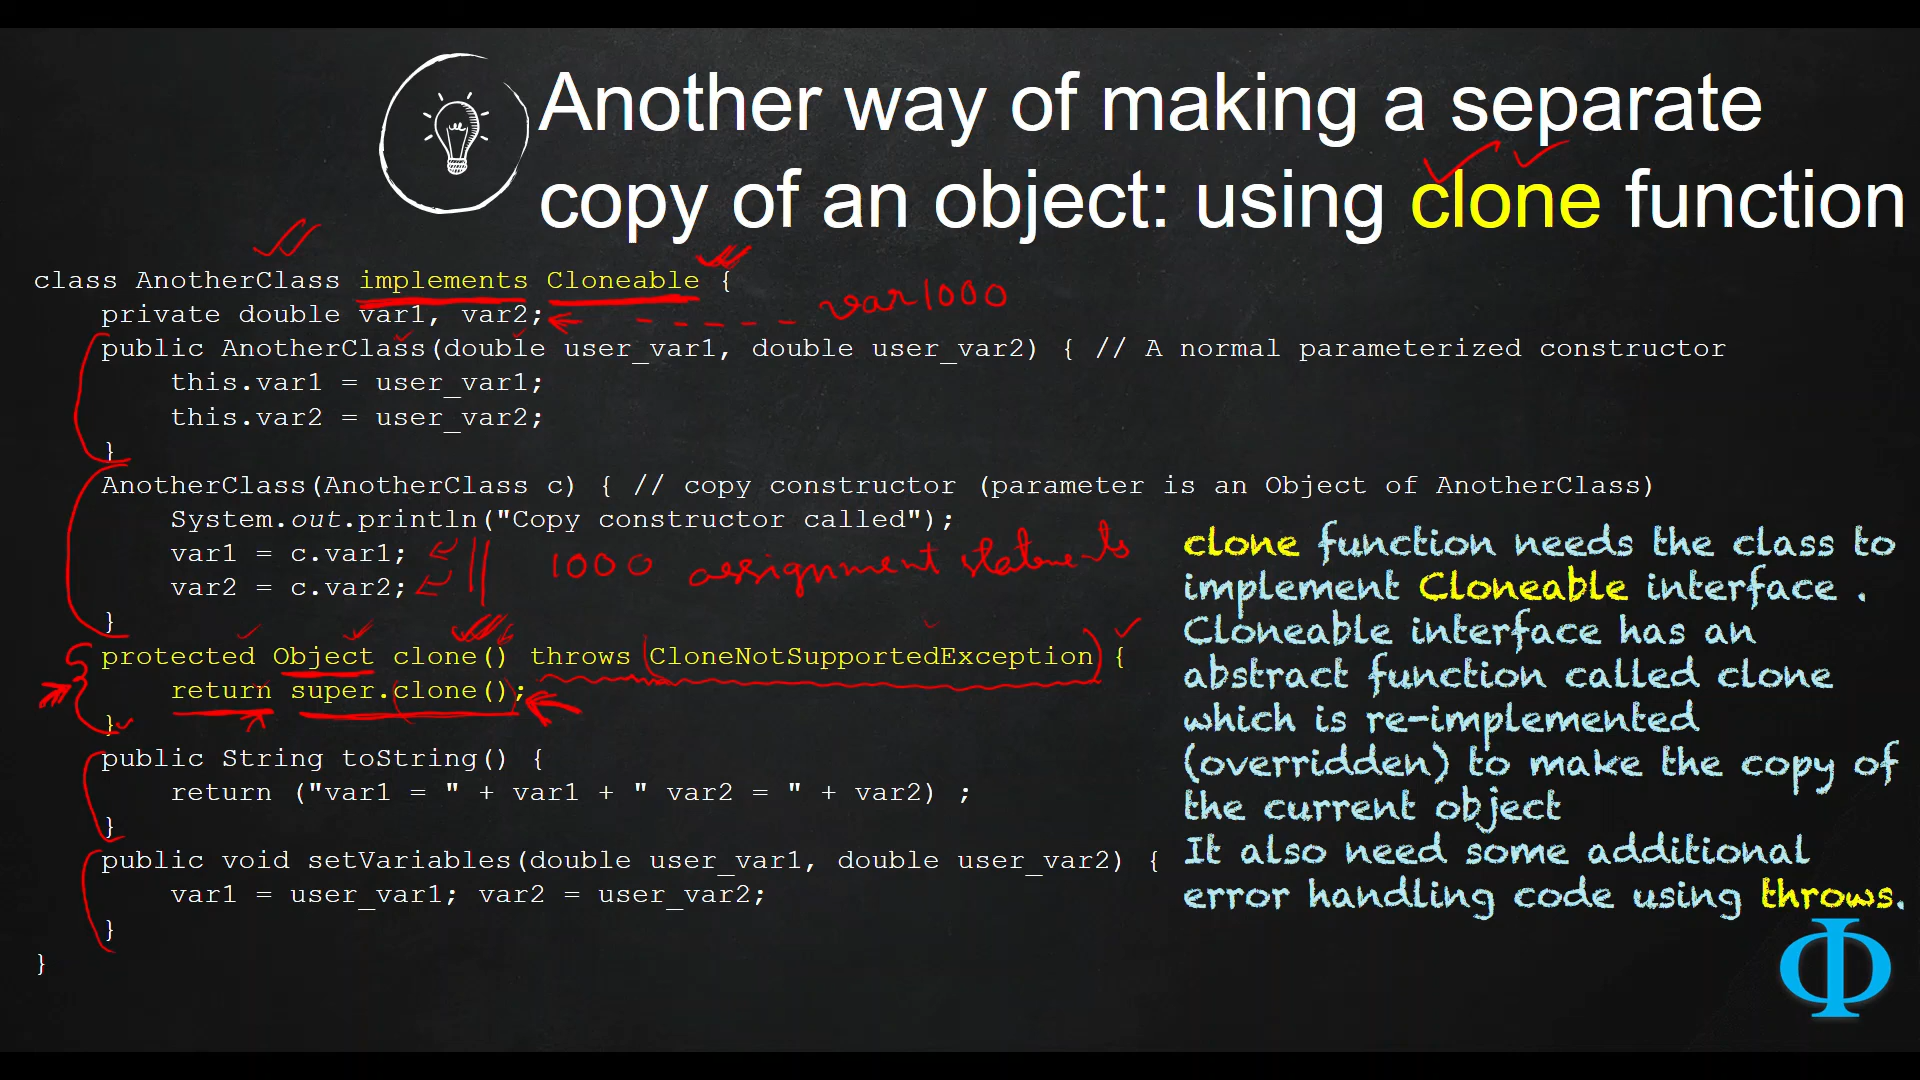 Another way of making a separate
copy of an object: using clone function
class AnotherClass implements Cloneable {
private double var1, var2;
var1000
public AnotherClass(double user_var1, double user_var2) { // A normal parameterized constructor
this.var1 = user_var1;
this.var2 = user_var2;
}
AnotherClass(AnotherClass c) { // copy constructor (parameter is an Object of AnotherClass)
System.out.println("Copy constructor called");
var1 = c.var1;
var2 = c.var2;
1000 assignment statements
}
protected Object clone() throws CloneNotSupportedException {
return super.clone();
}
public String toString() {
return ("var1 = " + var1 + " var2 = " + var2) ;
}
public void setVariables(double user_var1, double user_var2) {
var1 = user_var1; var2 = user_var2;
}
}
clone function needs the class to
implement Cloneable interface .
Cloneable interface has an
abstract function called clone
which is re-implemented
(overridden) to make the copy of
the current object
It also need some additional
error handling code using throws.
Φ